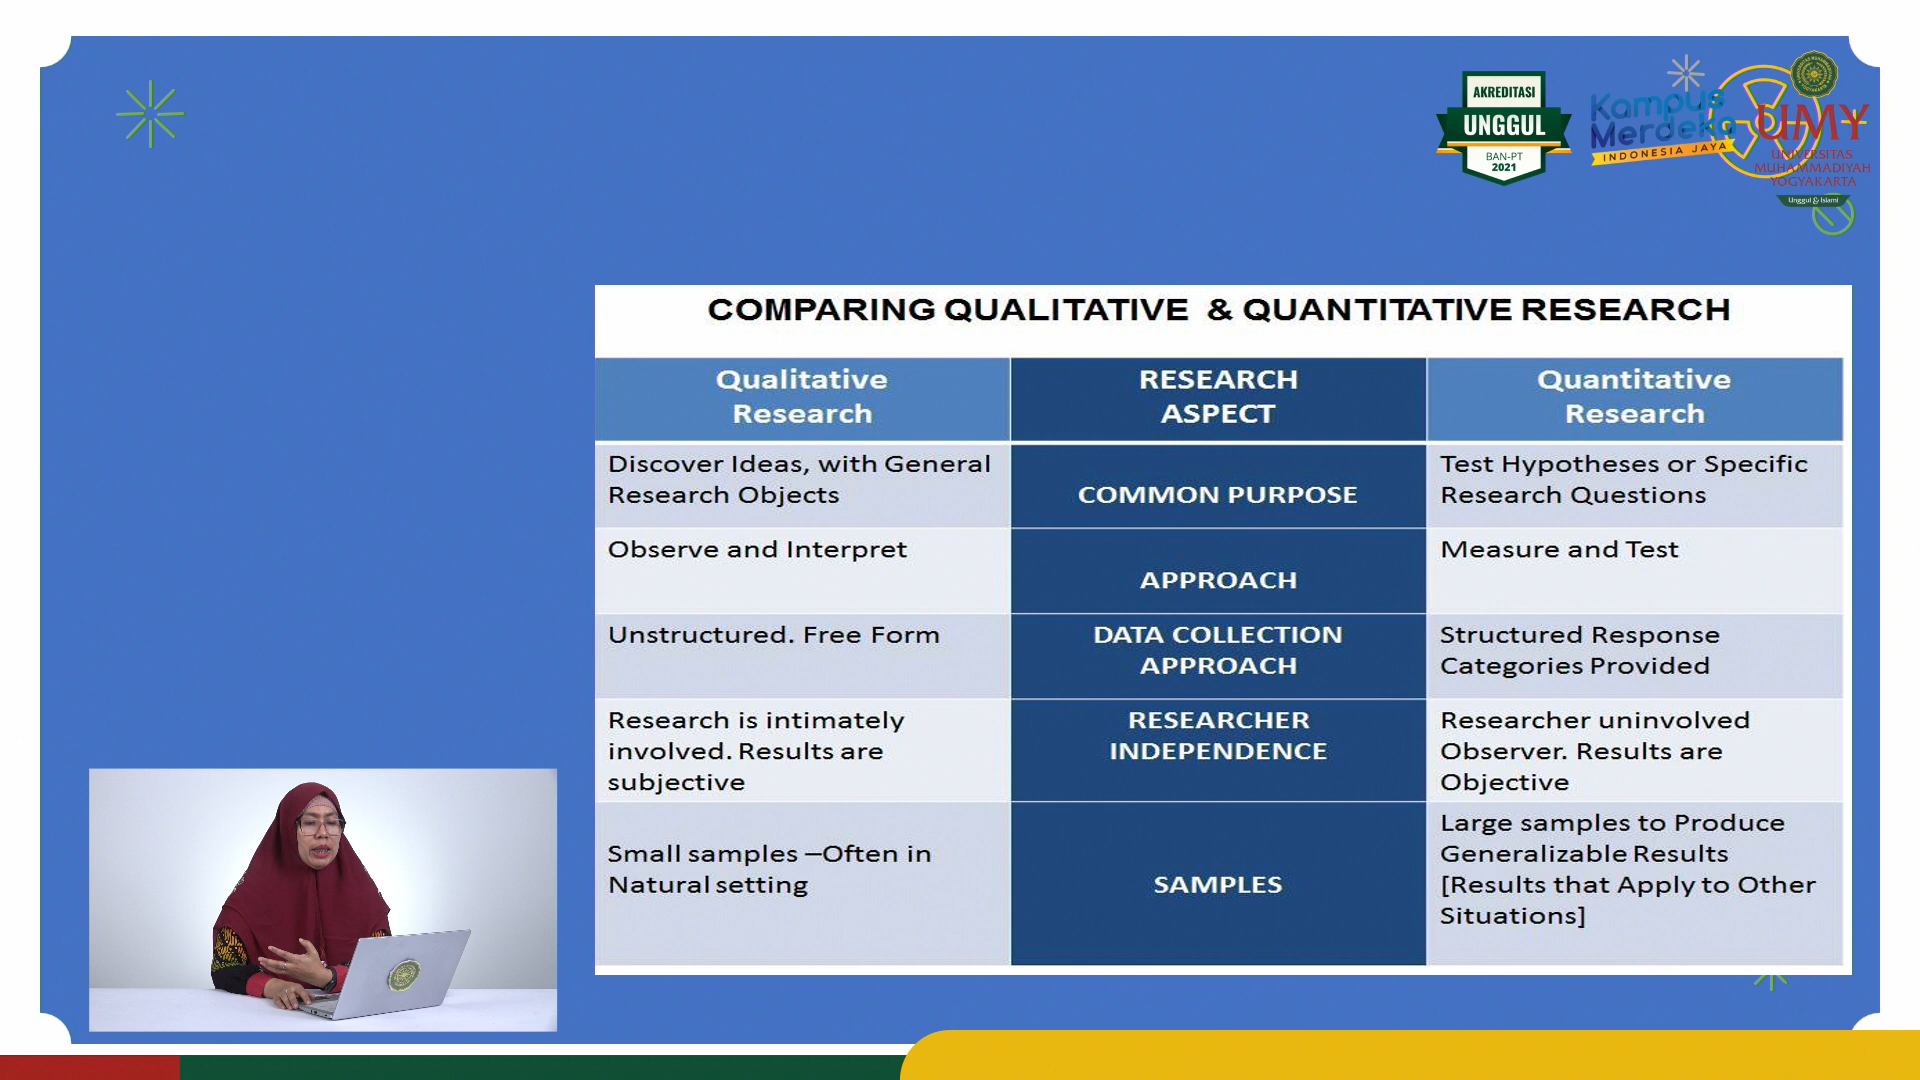 AKREDITASI
UNGGUL
BAN-PT
2021
Kampus
Merdeka
INDONESIA JAYA
UMY
UNIVERSITAS
MUHAMMADIYAH
YOGYAKARTA
Unggul & Islami
COMPARING QUALITATIVE & QUANTITATIVE RESEARCH
Qualitative
Research
RESEARCH
ASPECT
Quantitative
Research
Discover Ideas, with General
Research Objects
COMMON PURPOSE
Test Hypotheses or Specific
Research Questions
Observe and Interpret
APPROACH
Measure and Test
Unstructured. Free Form
DATA COLLECTION
APPROACH
Structured Response
Categories Provided
Research is intimately
involved. Results are
subjective
RESEARCHER
INDEPENDENCE
Researcher uninvolved
Observer. Results are
Objective
Small samples –Often in
Natural setting
SAMPLES
Large samples to Produce
Generalizable Results
[Results that Apply to Other
Situations]